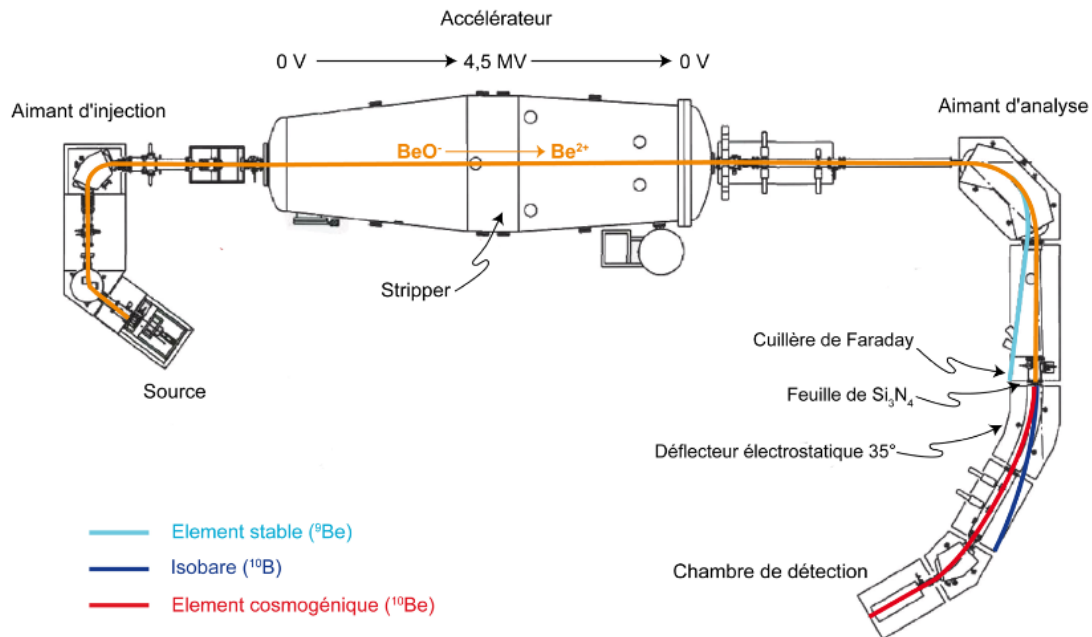 Accélérateur
0 V 4,5 MV 0 V
Aimant d'injection
Aimant d'analyse
BeO⁻ Be²⁺
Stripper
Source
Cuillère de Faraday
Feuille de Si₃N₄
Déflecteur électrostatique 35°
Element stable (⁹Be)
Isobare (¹⁰B)
Chambre de détection
Element cosmogénique (¹⁰Be)